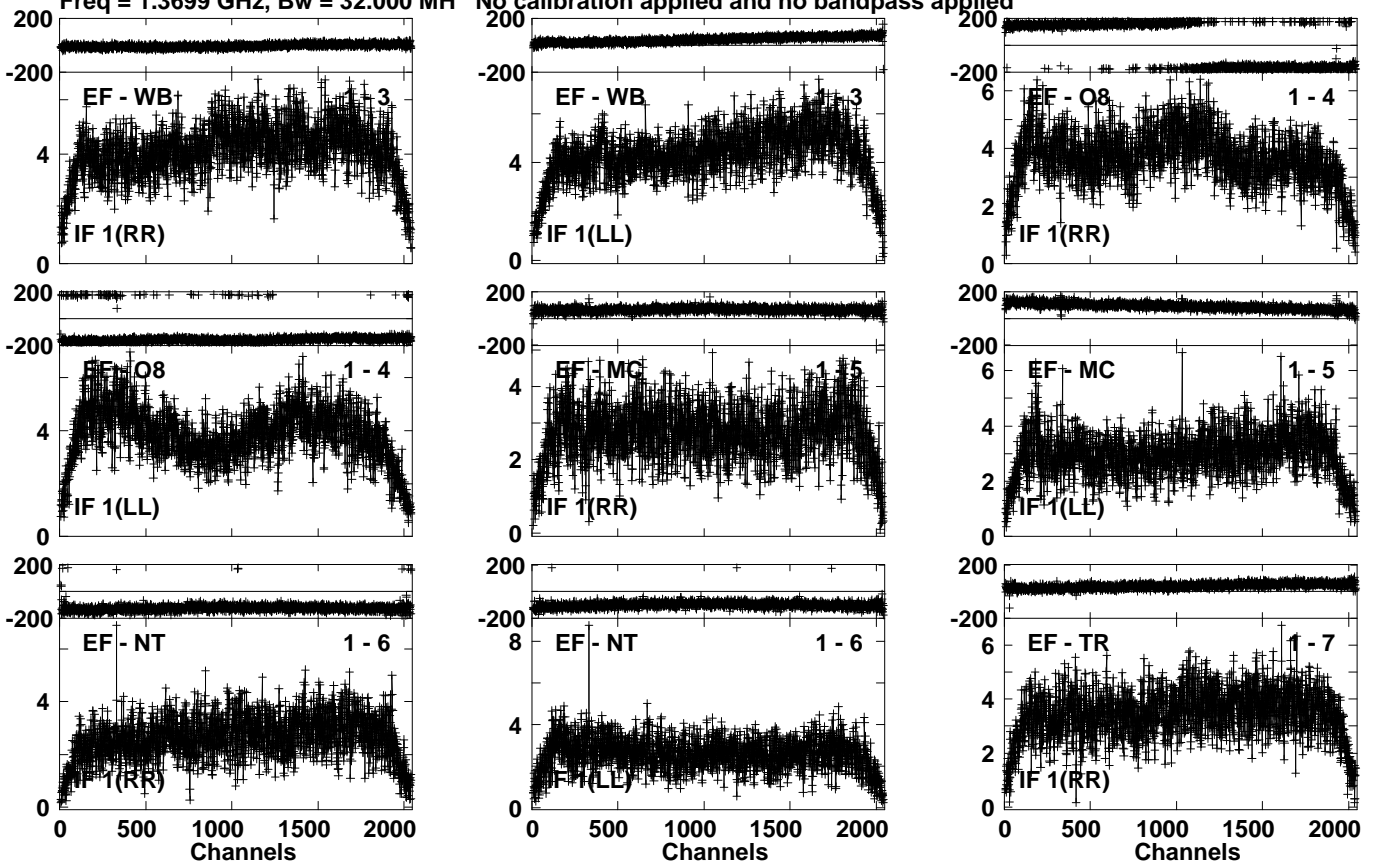 Freq = 1.3699 GHz, Bw = 32.000 MH No calibration applied and no bandpass applied
200 200 200
-200 -200 -200
EF - WB 1 - 3 EF - WB 1 - 3 6 EF - O8 1 - 4
4 4 4
2
IF 1(RR) IF 1(LL) IF 1(RR)
0 0 0
200 200 200
-200 -200 -200
EF - O8 1 - 4 EF - MC 1 - 5 6 EF - MC 1 - 5
4 4 4
2 2
IF 1(LL) IF 1(RR) IF 1(LL)
0 0 0
200 200 200
-200 -200 -200
EF - NT 1 - 6 8 EF - NT 1 - 6 6 EF - TR 1 - 7
4 4 4
2
IF 1(RR) IF 1(LL) IF 1(RR)
0 0 0
0 500 1000 1500 2000 0 500 1000 1500 2000 0 500 1000 1500 2000
Channels Channels Channels